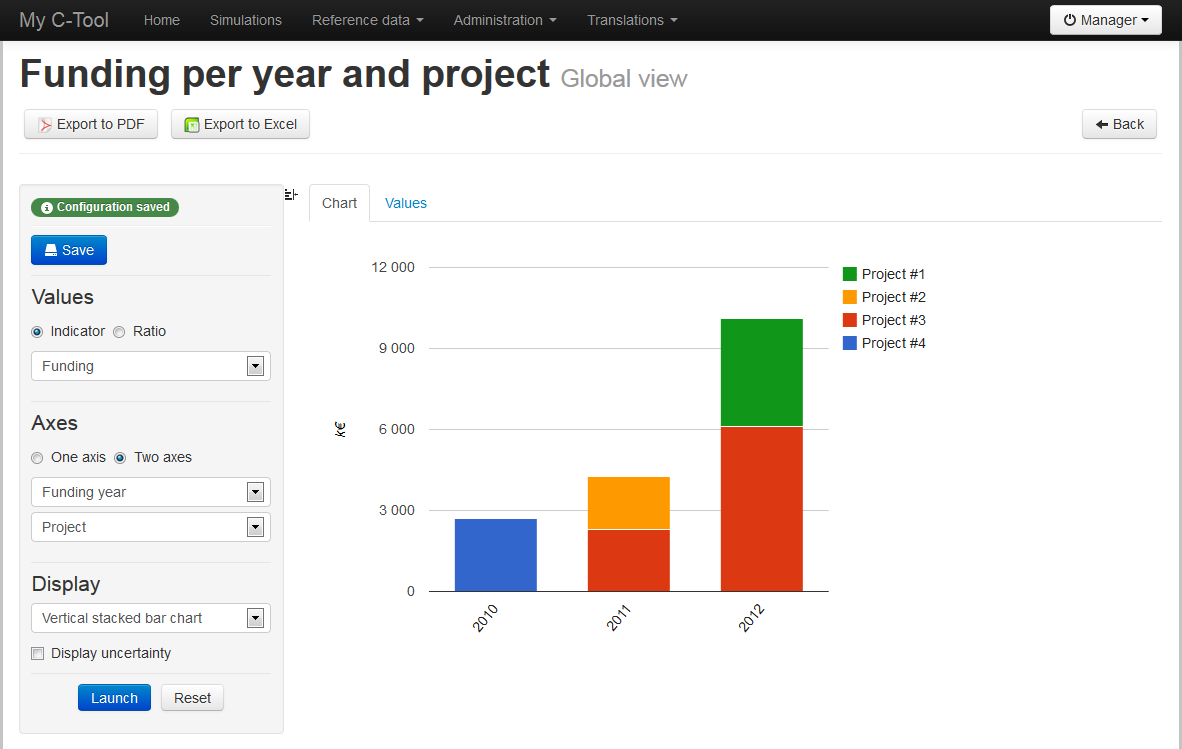 My C-Tool Home Simulations Reference data Administration Translations Manager
Funding per year and project Global view
Export to PDF Export to Excel Back
Configuration saved
Save
Values
Indicator Ratio
Funding
Axes
One axis Two axes
Funding year
Project
Display
Vertical stacked bar chart
Display uncertainty
Launch Reset
Chart Values
12 000
9 000
6 000
3 000
0
k€
2010 2011 2012
Project #1
Project #2
Project #3
Project #4